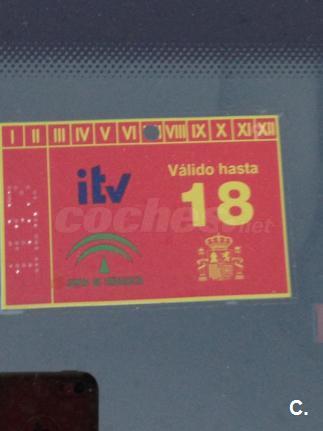 I II III IV V VI VIII IX X XI XII
itv
Válido hasta
18
coches.net
C.